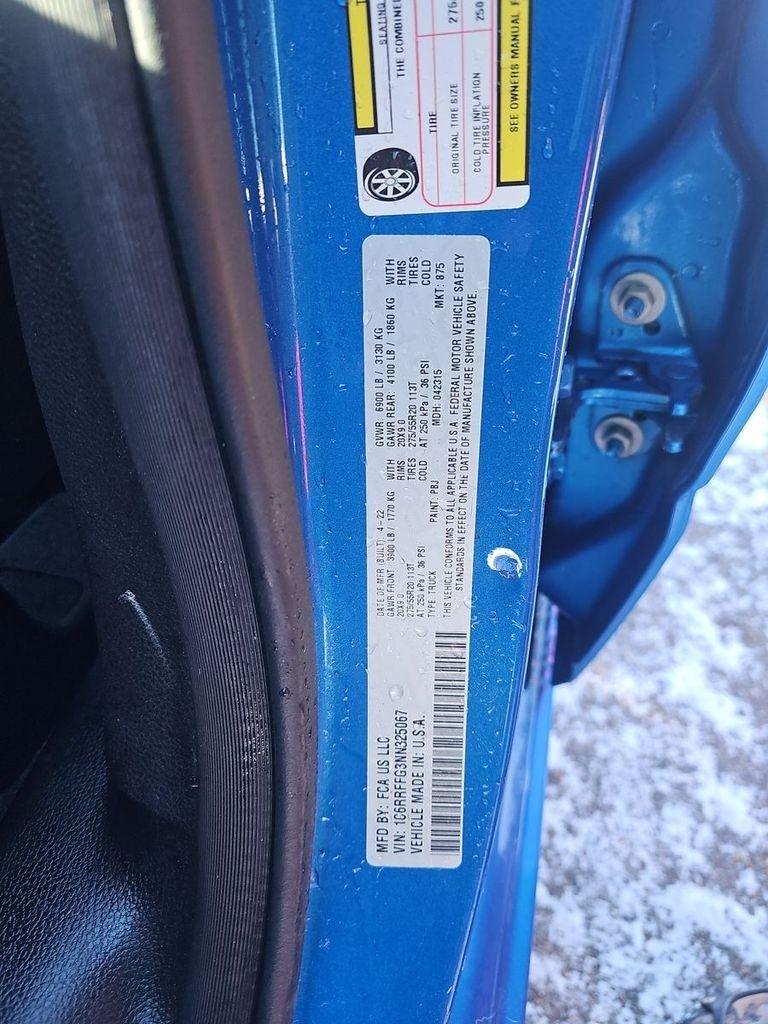 SEATING
THE COMBINED
TIRE
ORIGINAL TIRE SIZE
275
COLD TIRE INFLATION
PRESSURE
250
SEE OWNERS MANUAL F
MFD BY: FCA US LLC
VIN: 1C6RRFFG3NN325067
VEHICLE MADE IN: U.S.A.
DATE OF MFR (BUILT): 4-22 GVWR: 6900 LB / 3130 KG
GAWR FRONT: 3900 LB / 1770 KG WITH GAWR REAR: 4100 LB / 1860 KG WITH
20X9.0 RIMS 20X9.0 RIMS
275/55R20 113T TIRES 275/55R20 113T TIRES
AT 250 kPa / 36 PSI COLD AT 250 kPa / 36 PSI COLD
TYPE: TRUCK PAINT: PBJ MDH: 042315 MKT: 875
THIS VEHICLE CONFORMS TO ALL APPLICABLE U.S.A. FEDERAL MOTOR VEHICLE SAFETY
STANDARDS IN EFFECT ON THE DATE OF MANUFACTURE SHOWN ABOVE.